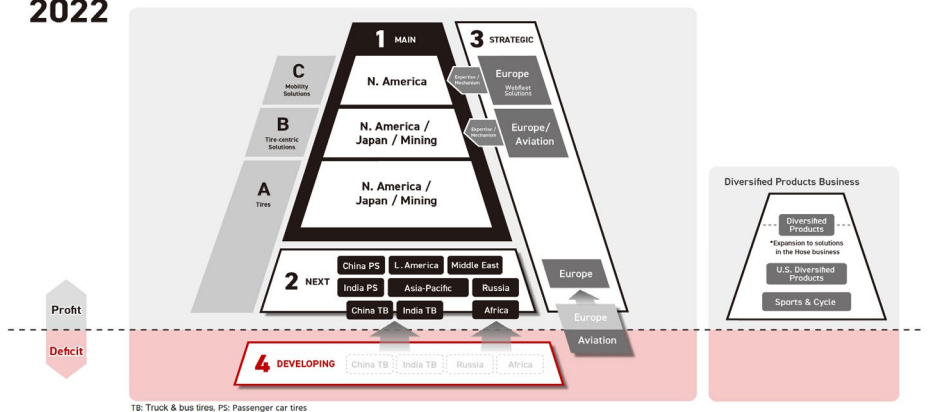 2022
1 MAIN
3 STRATEGIC
C
Mobility
Solutions
N. America
Expertise /
Mechanism
Europe
Webfleet
Solutions
B
Tire-centric
Solutions
N. America /
Japan / Mining
Expertise /
Mechanism
Europe/
Aviation
A
Tires
N. America /
Japan / Mining
2 NEXT
China PS
L.America
Middle East
India PS
Asia-Pacific
Russia
China TB
India TB
Africa
Europe
Europe
Aviation
Profit
Deficit
4 DEVELOPING
China TB
India TB
Russia
Africa
Diversified Products Business
Diversified
Products
*Expansion to solutions
in the Hose business
U.S. Diversified
Products
Sports & Cycle
TB: Truck & bus tires, PS: Passenger car tires